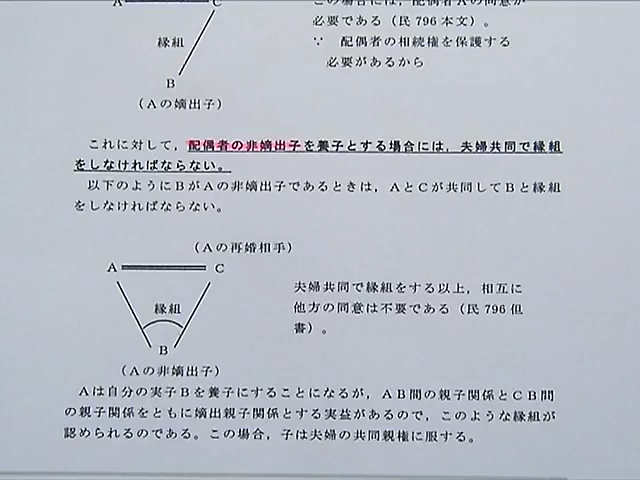 この場合には，配偶者Aの同意が
A C
必要である（民 796 本文）。
縁組
∵ 配偶者の相続権を保護する
必要があるから
B
（Aの嫡出子）
これに対して，配偶者の非嫡出子を養子とする場合には，夫婦共同で縁組
をしなければならない。
以下のようにBがAの非嫡出子であるときは，AとCが共同してBと縁組
をしなければならない。
（Aの再婚相手）
A C
夫婦共同で縁組をする以上，相互に
縁組
他方の同意は不要である（民 796 但
書）。
B
（Aの非嫡出子）
Aは自分の実子Bを養子にすることになるが，AB間の親子関係とCB間
の親子関係をともに嫡出親子関係とする実益があるので，このような縁組が
認められるのである。この場合，子は夫婦の共同親権に服する。